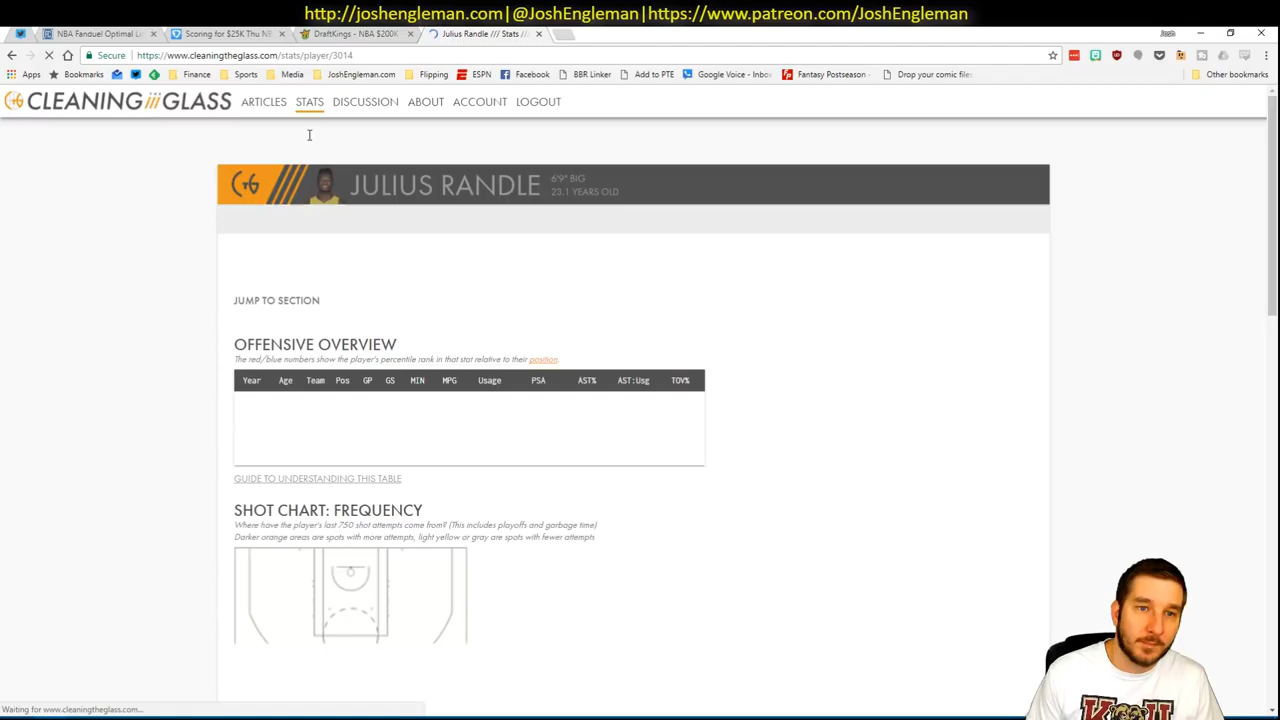 http://joshengleman.com|@JoshEngleman|https://www.patreon.com/JoshEngleman
NBA Fanduel Optimal Li
Scoring for $25K Thu NB
DraftKings - NBA $200K
Julius Randle // Stats //
Josh
Secure
https://www.cleaningtheglass.com/stats/player/3014
Apps
Bookmarks
Finance
Sports
Media
JoshEngleman.com
Flipping
ESPN
Facebook
BBR Linker
Add to PTE
Google Voice - Inbo
Fantasy Postseason -
Drop your comic files
Other bookmarks
CLEANING THE GLASS
ARTICLES
STATS
DISCUSSION
ABOUT
ACCOUNT
LOGOUT
CTG
JULIUS RANDLE
6'9" BIG
23.1 YEARS OLD
JUMP TO SECTION
OFFENSIVE OVERVIEW
The red/blue numbers show the player's percentile rank in that stat relative to their position.
Year Age Team Pos GP GS MIN MPG Usage PSA AST% AST:Usg TOV%
GUIDE TO UNDERSTANDING THIS TABLE
SHOT CHART: FREQUENCY
Where have the player's last 750 shot attempts come from? (This includes playoffs and garbage time)
Darker orange areas are spots with more attempts, light yellow or gray are spots with fewer attempts
Waiting for www.cleaningtheglass.com...